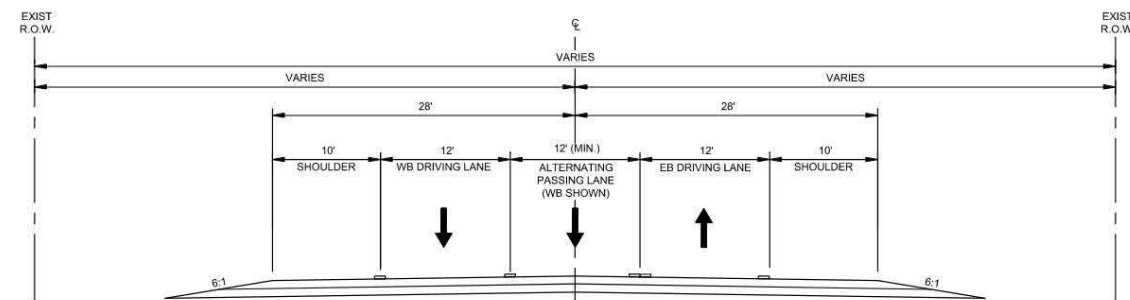 EXIST
R.O.W.
℄
EXIST
R.O.W
VARIES
VARIES
VARIES
28'
28'
10'
SHOULDER
12'
WB DRIVING LANE
12' (MIN.)
ALTERNATING
PASSING LANE
(WB SHOWN)
12'
EB DRIVING LANE
10'
SHOULDER
6:1
6:1